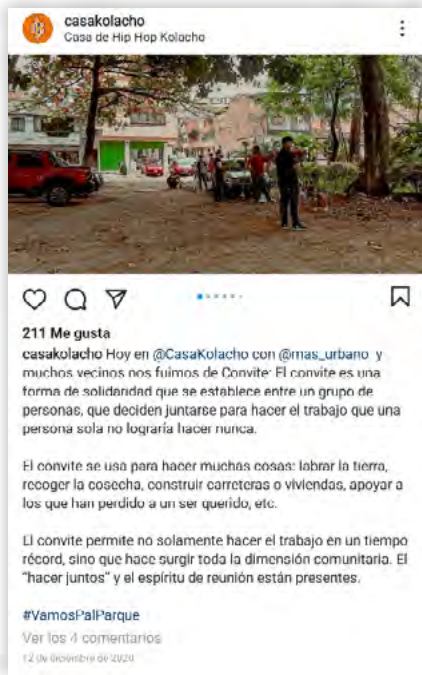 casakolacho
Casa de Hip Hop Kolacho
211 Me gusta
casakolacho Hoy en @CasaKolacho con @mas_urbano y
muchos vecinos nos fuimos de Convite: El convite es una
forma de solidaridad que se establece entre un grupo de
personas, que deciden juntarse para hacer el trabajo que una
persona sola no lograría hacer nunca.
El convite se usa para hacer muchas cosas: labrar la tierra,
recoger la cosecha, construir carreteras o viviendas, apoyar a
los que han perdido a un ser querido, etc.
El convite permite no solamente hacer el trabajo en un tiempo
récord, sino que hace surgir toda la dimensión comunitaria. El
"hacer juntos" y el espíritu de reunión están presentes.
#VamosPalParque
Ver los 4 comentarios
12 de diciembre de 2020